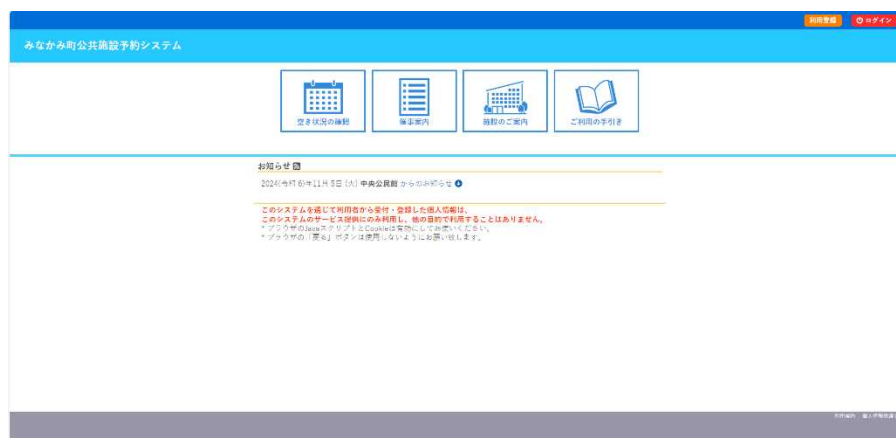 利用登録 ログイン
みなかみ町公共施設予約システム
空き状況の確認 催事案内 施設のご案内 ご利用の手引き
お知らせ
2024(令和 6)年11月 5日 (火) 中央公民館 からのお知らせ
このシステムを通じて利用者から受付・登録した個人情報は、
このシステムのサービス提供にのみ利用し、他の目的で利用することはありません。
* ブラウザのJavaスクリプトとCookieは有効にしてお使いください。
* ブラウザの「戻る」ボタンは使用しないようにお願い致します。
利用規約